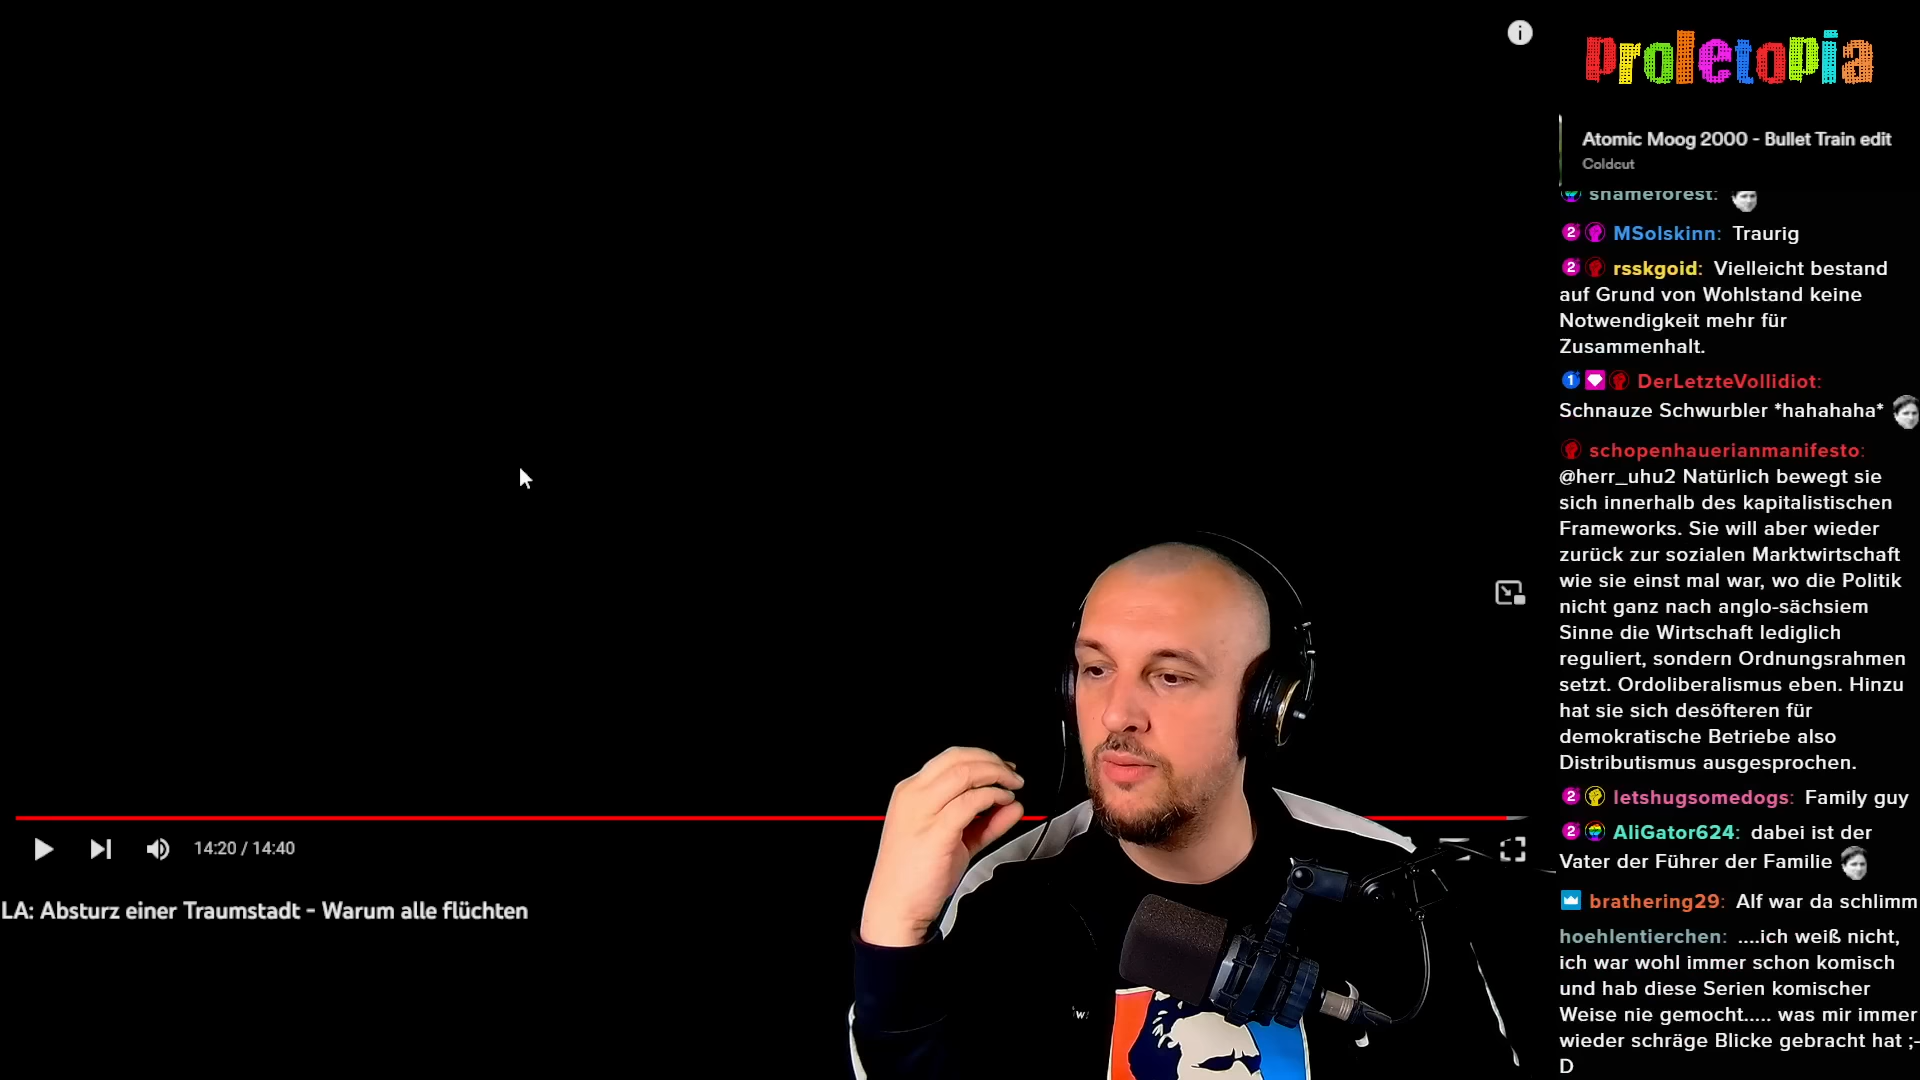 Proletopia
Atomic Moog 2000 - Bullet Train edit
Coldcut
shameforest:
2 MSolskinn: Traurig
2 rsskgoid: Vielleicht bestand
auf Grund von Wohlstand keine
Notwendigkeit mehr für
Zusammenhalt.
1 DerLetzteVollidiot:
Schnauze Schwurbler *hahahaha*
schopenhauerianmanifesto:
@herr_uhu2 Natürlich bewegt sie
sich innerhalb des kapitalistischen
Frameworks. Sie will aber wieder
zurück zur sozialen Marktwirtschaft
wie sie einst mal war, wo die Politik
nicht ganz nach anglo-sächsiem
Sinne die Wirtschaft lediglich
reguliert, sondern Ordnungsrahmen
setzt. Ordoliberalismus eben. Hinzu
hat sie sich desöfteren für
demokratische Betriebe also
Distributismus ausgesprochen.
2 letshugsomedogs: Family guy
2 AliGator624: dabei ist der
Vater der Führer der Familie
brathering29: Alf war da schlimm
hoehlentierchen: ....ich weiß nicht,
ich war wohl immer schon komisch
und hab diese Serien komischer
Weise nie gemocht..... was mir immer
wieder schräge Blicke gebracht hat ;-
D
14:20 / 14:40
LA: Absturz einer Traumstadt - Warum alle flüchten